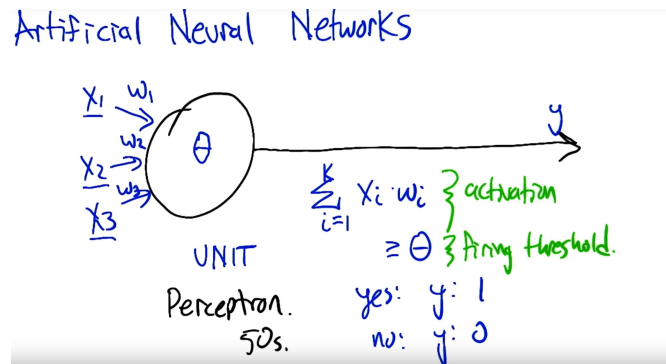 Artificial Neural Networks
x1 w1
x2 w2
x3 w3
θ
y
UNIT
Perceptron.
50s.
K
∑ xi · wi } activation
i=1
≥ θ } firing threshold.
yes: y: 1
no: y: 0